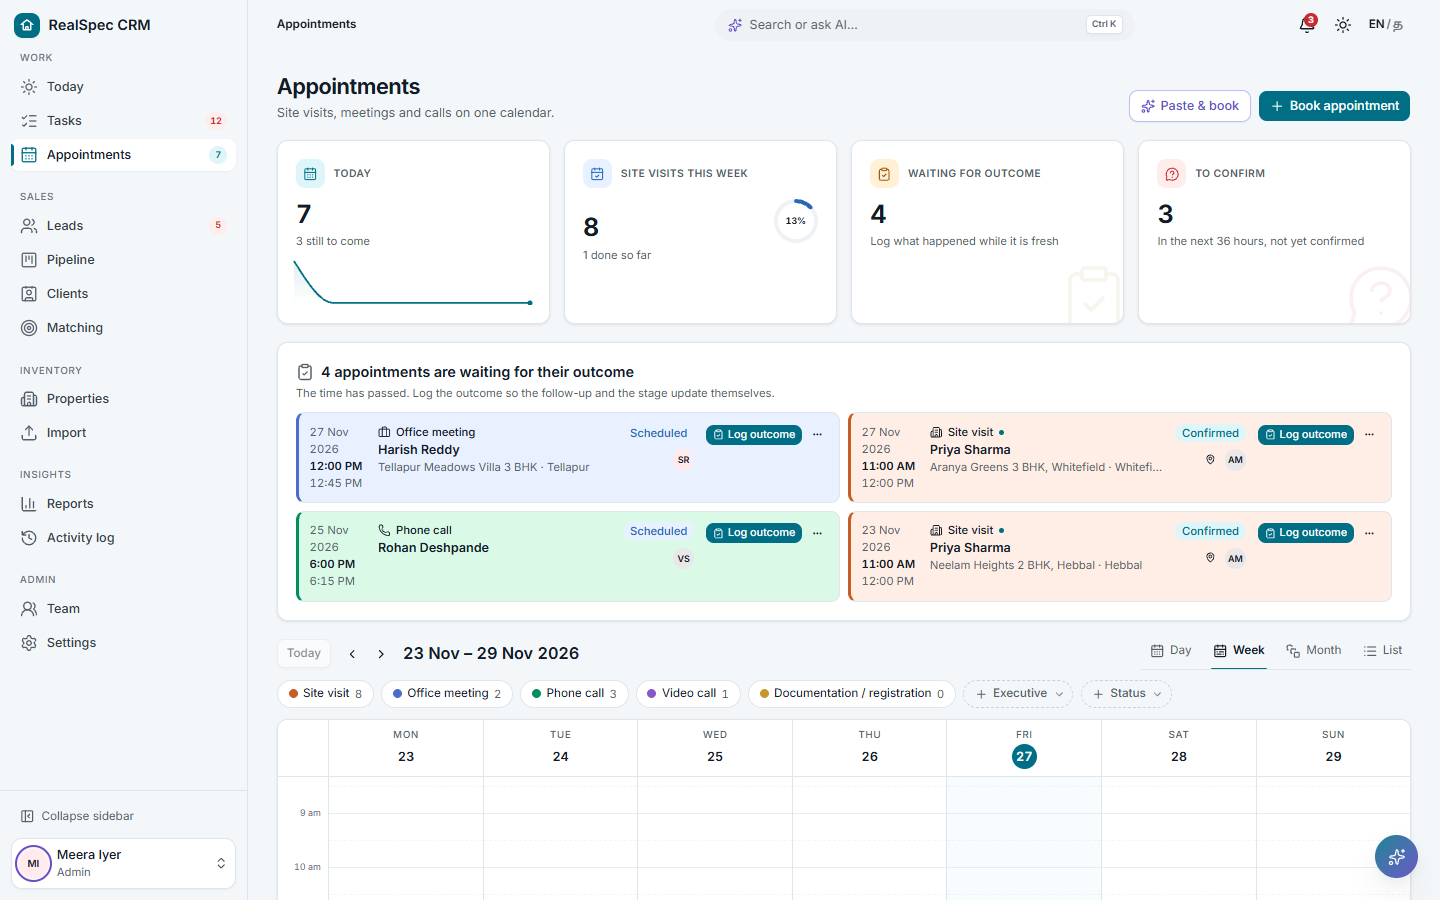 RealSpec CRM
WORK
Today
Tasks 12
Appointments 7
SALES
Leads 5
Pipeline
Clients
Matching
INVENTORY
Properties
Import
INSIGHTS
Reports
Activity log
ADMIN
Team
Settings
Collapse sidebar
MI
Meera Iyer
Admin
Appointments
Search or ask AI...
Ctrl K
3
EN / த
Appointments
Site visits, meetings and calls on one calendar.
Paste & book
Book appointment
TODAY
7
3 still to come
SITE VISITS THIS WEEK
8
1 done so far
13%
WAITING FOR OUTCOME
4
Log what happened while it is fresh
TO CONFIRM
3
In the next 36 hours, not yet confirmed
4 appointments are waiting for their outcome
The time has passed. Log the outcome so the follow-up and the stage update themselves.
27 Nov
2026
12:00 PM
12:45 PM
Office meeting
Harish Reddy
Tellapur Meadows Villa 3 BHK · Tellapur
Scheduled
SR
Log outcome
27 Nov
2026
11:00 AM
12:00 PM
Site visit
Priya Sharma
Aranya Greens 3 BHK, Whitefield · Whitefi...
Confirmed
AM
Log outcome
25 Nov
2026
6:00 PM
6:15 PM
Phone call
Rohan Deshpande
Scheduled
VS
Log outcome
23 Nov
2026
11:00 AM
12:00 PM
Site visit
Priya Sharma
Neelam Heights 2 BHK, Hebbal · Hebbal
Confirmed
AM
Log outcome
Today
23 Nov – 29 Nov 2026
Day
Week
Month
List
Site visit 8
Office meeting 2
Phone call 3
Video call 1
Documentation / registration 0
Executive
Status
MON TUE WED THU FRI SAT SUN
23 24 25 26 27 28 29
9 am
10 am